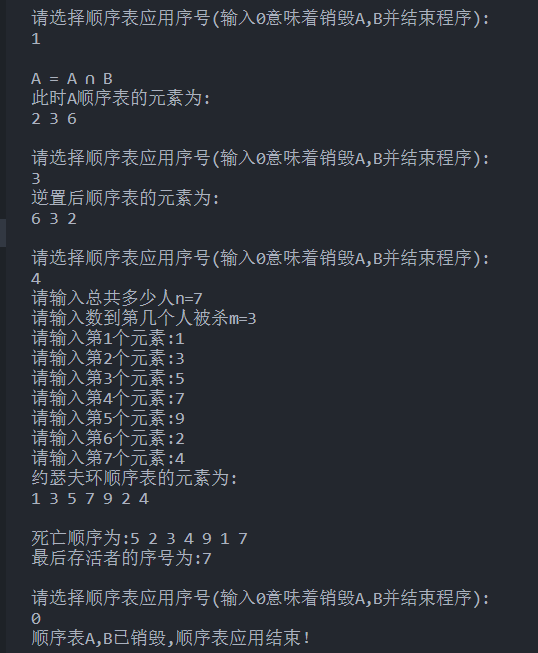 请选择顺序表应用序号(输入0意味着销毁A,B并结束程序):
1
A = A ∩ B
此时A顺序表的元素为:
2 3 6
请选择顺序表应用序号(输入0意味着销毁A,B并结束程序):
3
逆置后顺序表的元素为:
6 3 2
请选择顺序表应用序号(输入0意味着销毁A,B并结束程序):
4
请输入总共多少人n=7
请输入数到第几个人被杀m=3
请输入第1个元素:1
请输入第2个元素:3
请输入第3个元素:5
请输入第4个元素:7
请输入第5个元素:9
请输入第6个元素:2
请输入第7个元素:4
约瑟夫环顺序表的元素为:
1 3 5 7 9 2 4
死亡顺序为:5 2 3 4 9 1 7
最后存活者的序号为:7
请选择顺序表应用序号(输入0意味着销毁A,B并结束程序):
0
顺序表A,B已销毁,顺序表应用结束!